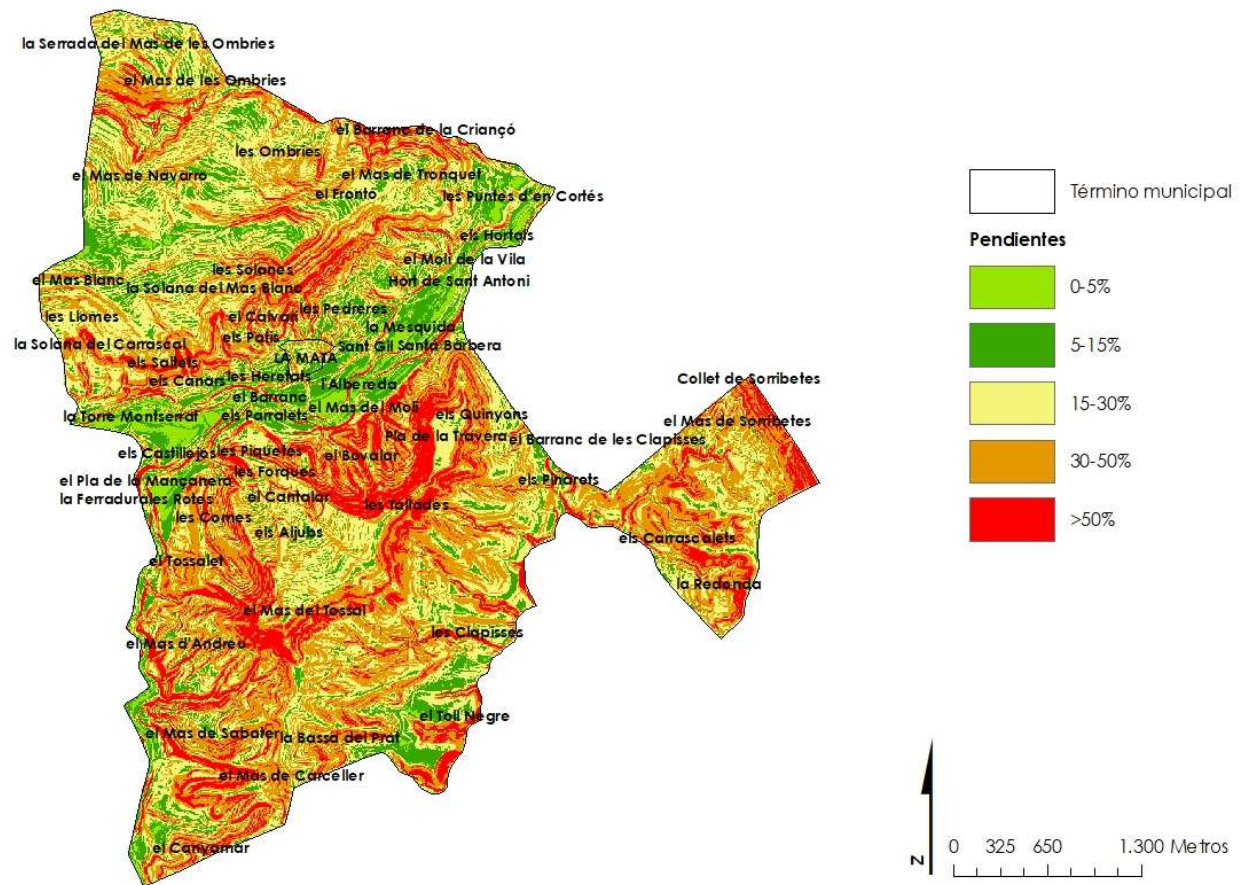 la Serrada del Mas de les Ombries
el Mas de les Ombries
el Barranc de la Criançó
les Ombries
el Mas de Navarro
el Mas de Tronquet
el Frontó
les Puntes d'en Cortés
els Hortals
el Molí de la Vila
les Solanes
el Mas Blanc
la Solana del Mas Blanc
Hort de Sant Antoni
les Llomes
el Calvari
les Pedreres
la Mesquida
els Patis
la Solana del Carrascal
Sant Gil
Santa Bàrbera
LA MATA
els Saltets
els Canars
les Heretats
l'Albereda
el Barranc
el Mas del Molí
la Torre Montserrat
els Parralets
els Quinyons
Collet de Sorribetes
el Mas de Sorribetes
Pla de la Travera
el Barranc de les Clapisses
els Castillejos
les Piquetes
el Bovalar
les Forques
els Pinarets
el Pla de la Mançanera
la Ferradura
les Rotes
el Cantalar
les Tallades
les Comes
els Aljubs
els Carrascalets
el Tossalet
la Redonda
el Mas del Tossal
les Clapisses
el Mas d'Andreu
el Toll Negre
el Mas de Sabater
la Bassa del Prat
el Mas de Carceller
el Canyamar
Término municipal
Pendientes
0-5%
5-15%
15-30%
30-50%
>50%
N
0 325 650 1.300 Metros